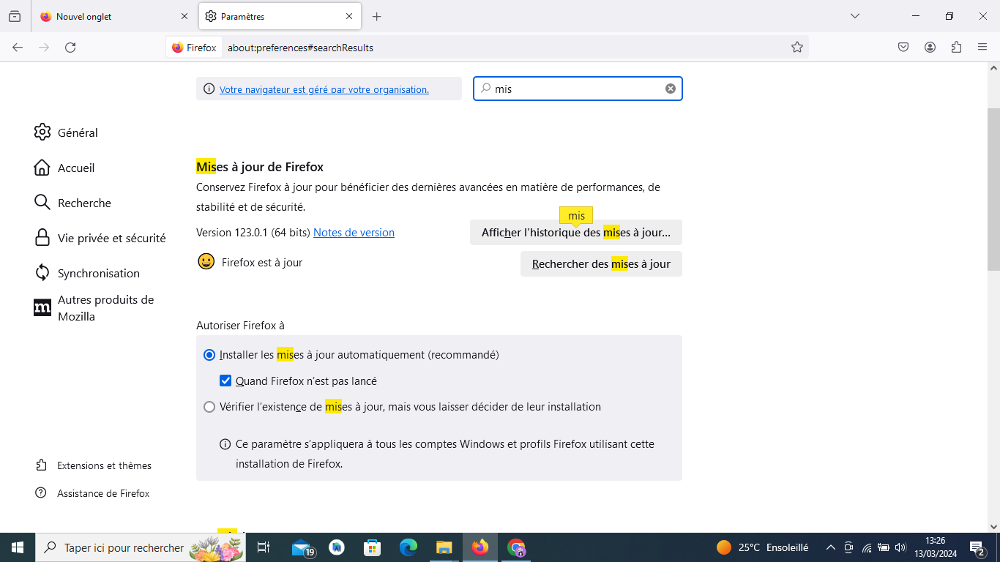 Nouvel onglet
Paramètres
Firefox
about:preferences#searchResults
Votre navigateur est géré par votre organisation.
mis
Général
Accueil
Recherche
Vie privée et sécurité
Synchronisation
Autres produits de
Mozilla
Extensions et thèmes
Assistance de Firefox
Mises à jour de Firefox
Conservez Firefox à jour pour bénéficier des dernières avancées en matière de performances, de
stabilité et de sécurité.
mis
Version 123.0.1 (64 bits) Notes de version
Afficher l'historique des mises à jour...
Firefox est à jour
Rechercher des mises à jour
Autoriser Firefox à
Installer les mises à jour automatiquement (recommandé)
Quand Firefox n'est pas lancé
Vérifier l'existence de mises à jour, mais vous laisser décider de leur installation
Ce paramètre s'appliquera à tous les comptes Windows et profils Firefox utilisant cette
installation de Firefox.
Taper ici pour rechercher
19
25°C Ensoleillé
13:26
13/03/2024
2